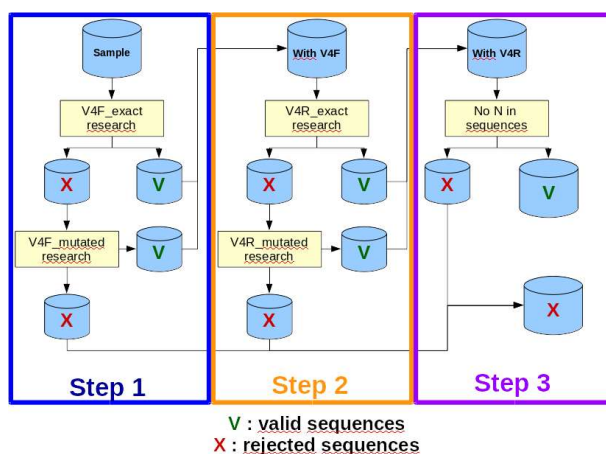 Sample
V4F_exact
research
X
V
V4F_mutated
research
V
X
Step 1
With V4F
V4R_exact
research
X
V
V4R_mutated
research
V
X
Step 2
With V4R
No N in
sequences
X
V
X
Step 3
V : valid sequences
X : rejected sequences